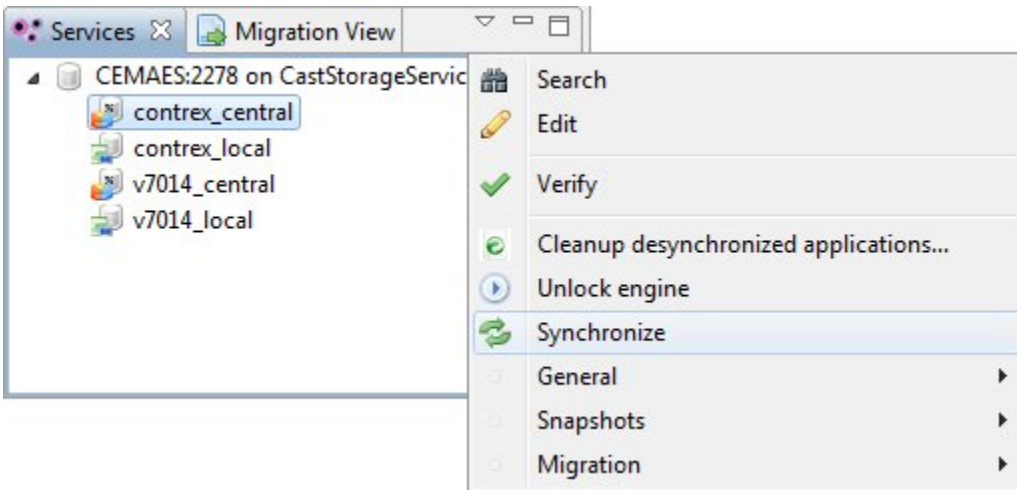 Services Migration View
CEMAES:2278 on CastStorageServic
contrex_central
contrex_local
v7014_central
v7014_local
Search
Edit
Verify
Cleanup desynchronized applications...
Unlock engine
Synchronize
General
Snapshots
Migration